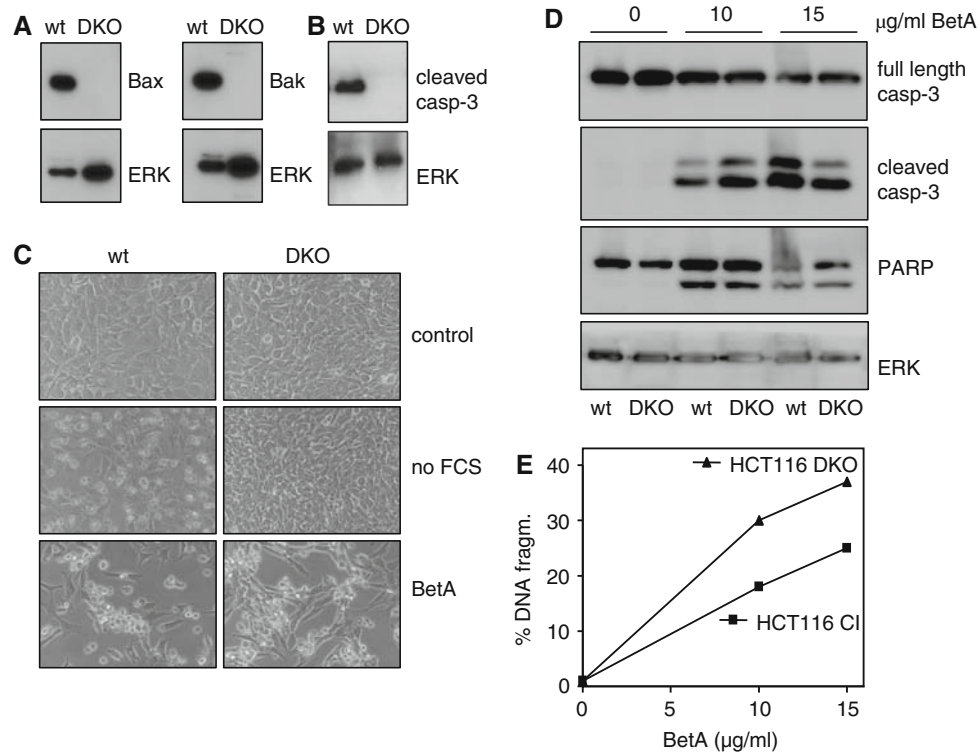 A
wt DKO
Bax
ERK
wt DKO
Bak
ERK
B
wt DKO
cleaved
casp-3
ERK
C
wt
DKO
control
no FCS
BetA
D
0
10
15
µg/ml BetA
full length
casp-3
cleaved
casp-3
PARP
ERK
wt DKO wt DKO wt DKO
E
% DNA fragm.
40
30
20
10
0
HCT116 DKO
HCT116 CI
0 5 10 15
BetA (µg/ml)